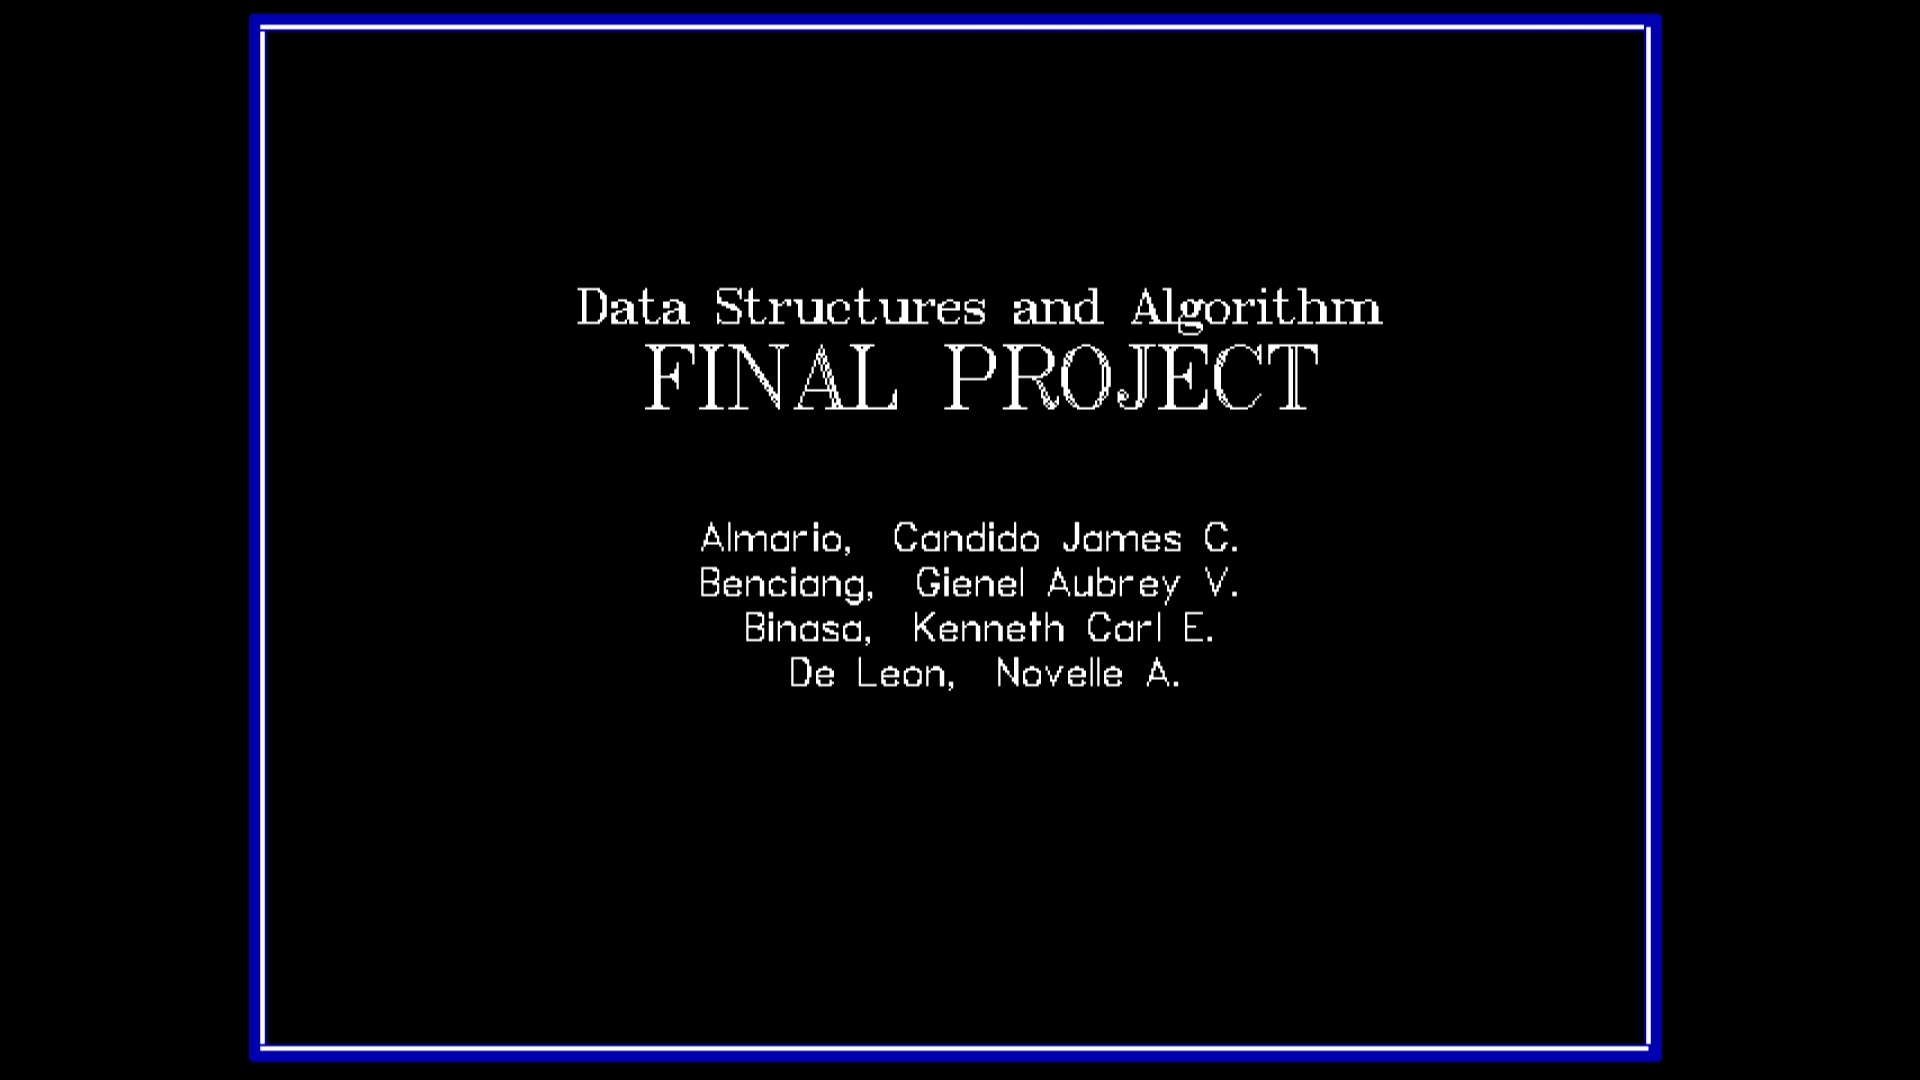 Data Structures and Algorithm
FINAL PROJECT
Almario, Candido James C.
Benciang, Gienel Aubrey V.
Binasa, Kenneth Carl E.
De Leon, Novelle A.